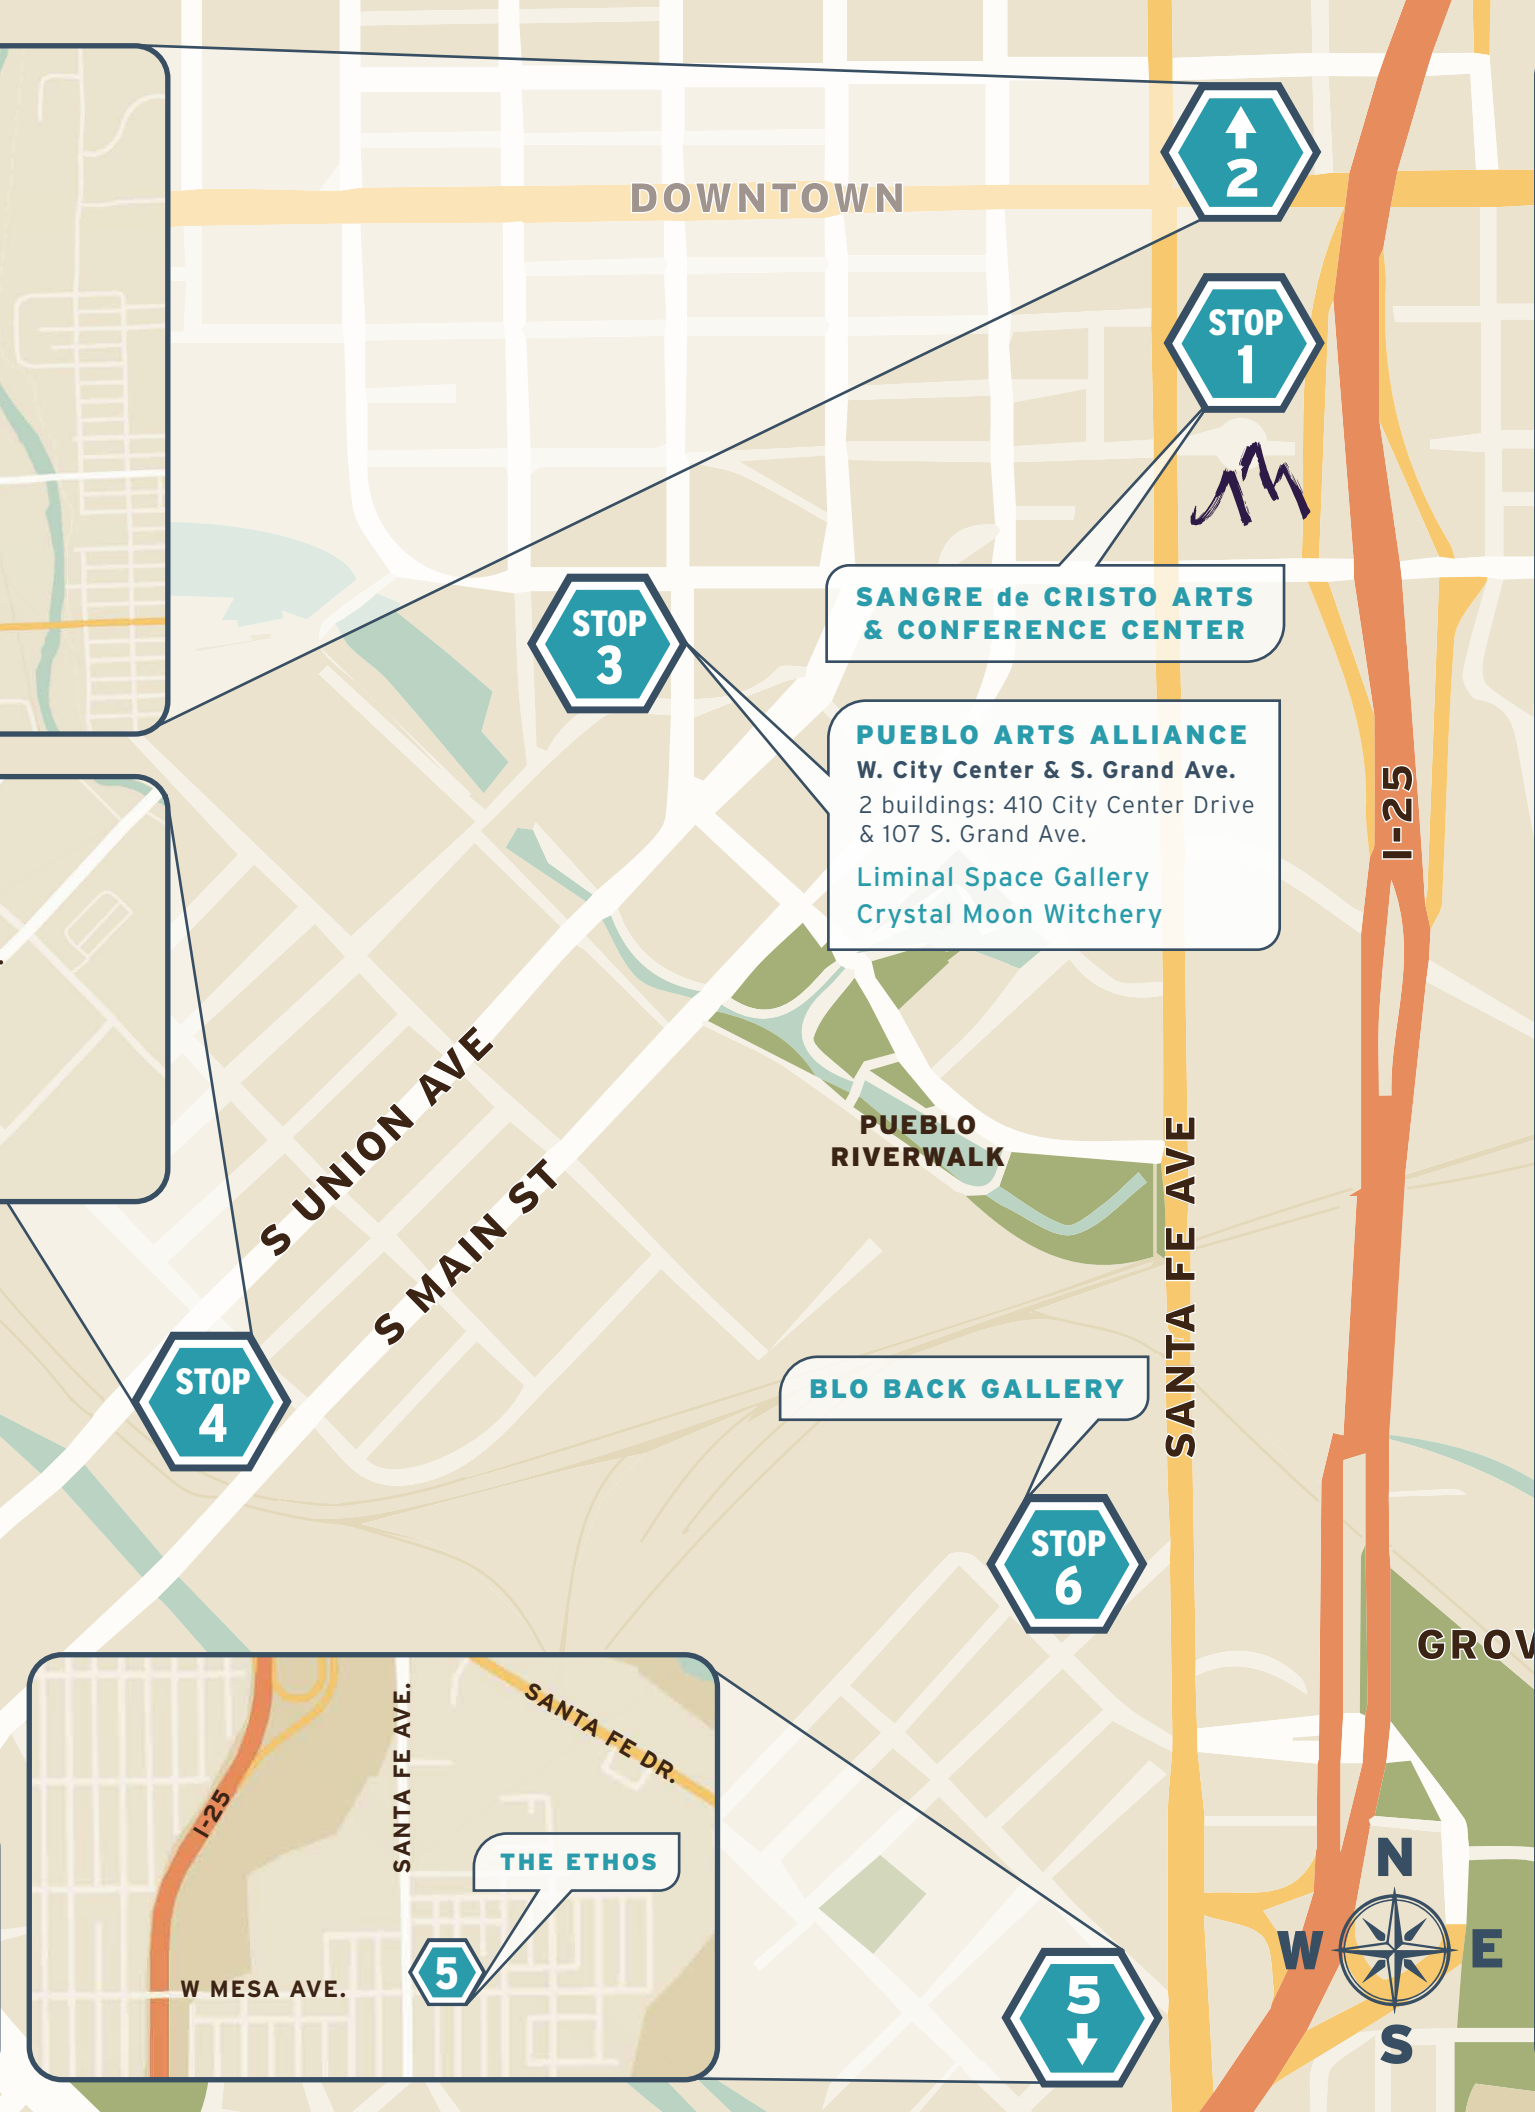 2
DOWNTOWN
STOP
1
SANGRE de CRISTO ARTS
& CONFERENCE CENTER
STOP
3
PUEBLO ARTS ALLIANCE
W. City Center & S. Grand Ave.
2 buildings: 410 City Center Drive
& 107 S. Grand Ave.
Liminal Space Gallery
Crystal Moon Witchery
I-25
S UNION AVE
S MAIN ST
PUEBLO
RIVERWALK
SANTA FE AVE
STOP
4
BLO BACK GALLERY
STOP
6
GROV
SANTA FE DR.
SANTA FE AVE.
I-25
THE ETHOS
5
W MESA AVE.
5
N
W
E
S